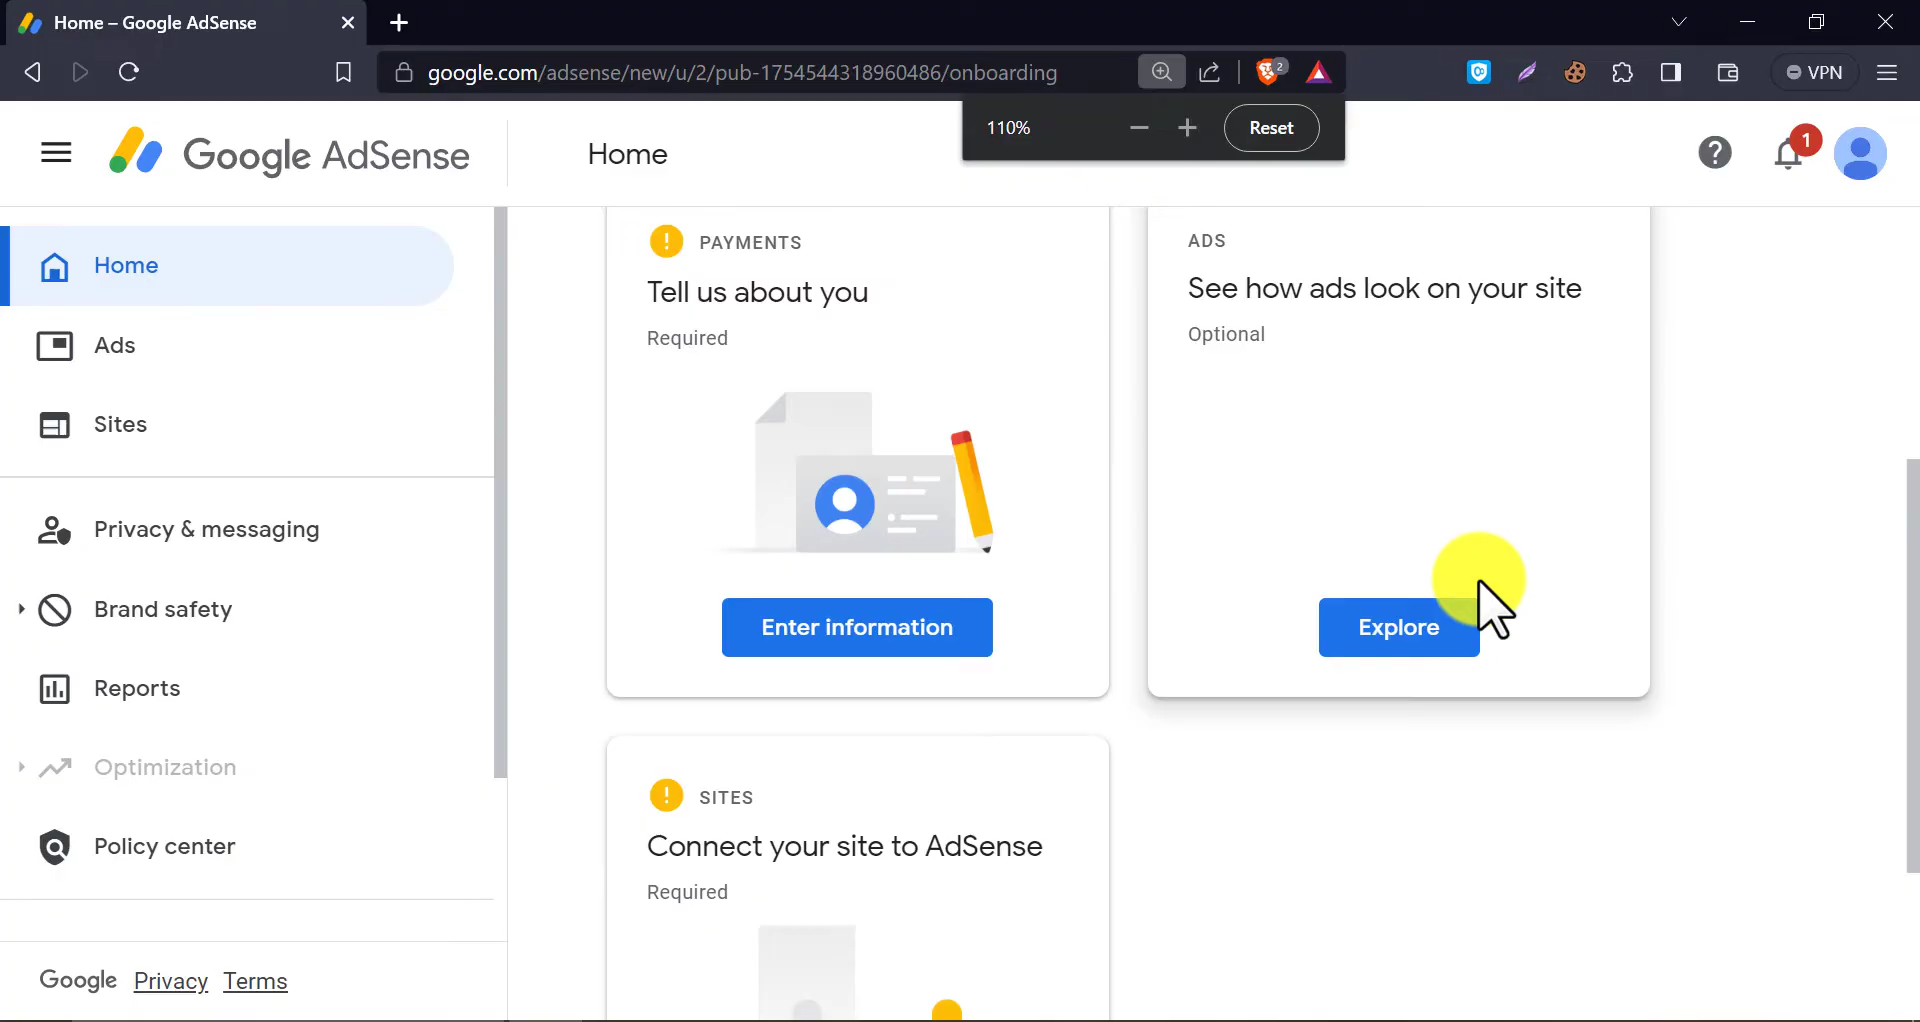 Home – Google AdSense
google.com/adsense/new/u/2/pub-1754544318960486/onboarding
2
VPN
110%
Reset
Google AdSense
Home
1
Home
Ads
Sites
Privacy & messaging
Brand safety
Reports
Optimization
Policy center
Google Privacy Terms
PAYMENTS
Tell us about you
Required
Enter information
ADS
See how ads look on your site
Optional
Explore
SITES
Connect your site to AdSense
Required